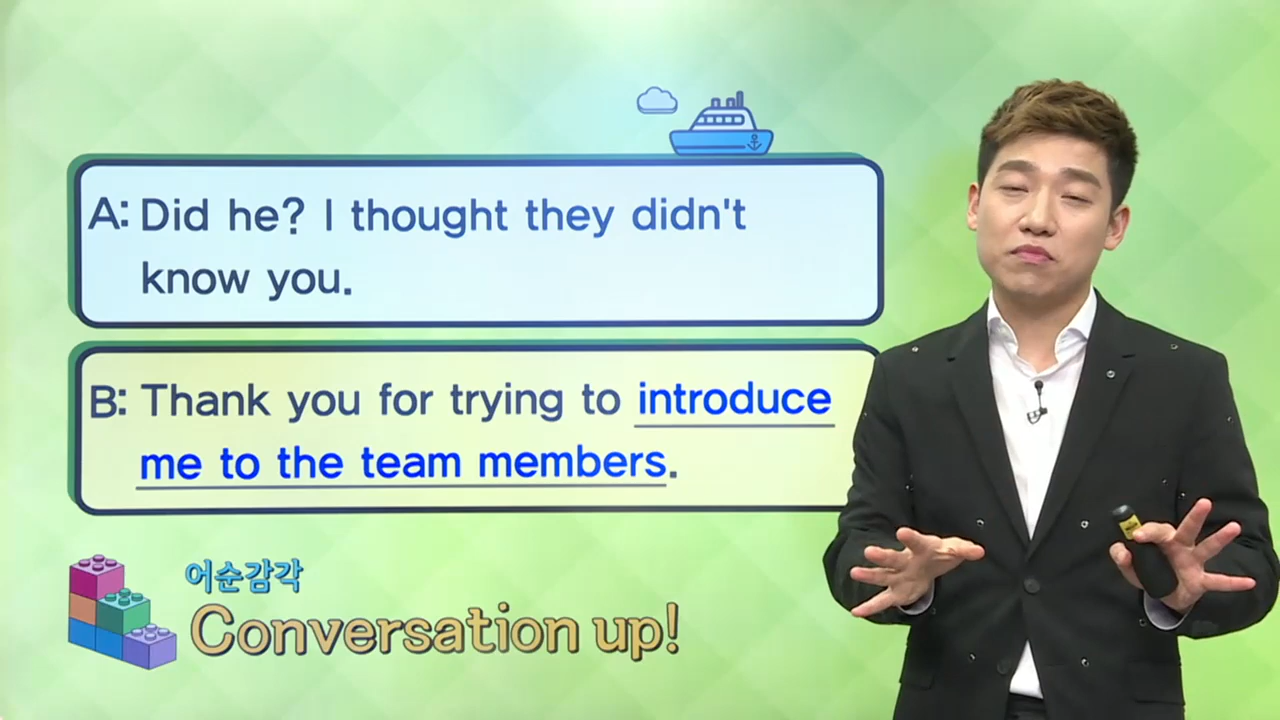 A: Did he? I thought they didn't
know you.
B: Thank you for trying to introduce
me to the team members.
어순감각
Conversation up!